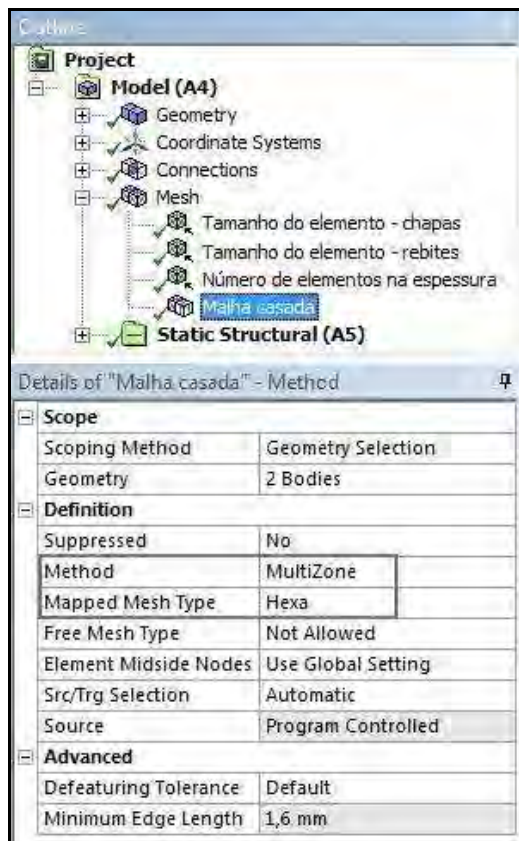 Outline
Project
Model (A4)
Geometry
Coordinate Systems
Connections
Mesh
Tamanho do elemento - chapas
Tamanho do elemento - rebites
Número de elementos na espessura
Malha casada
Static Structural (A5)
Details of "Malha casada" - Method
Scope
Scoping Method Geometry Selection
Geometry 2 Bodies
Definition
Suppressed No
Method MultiZone
Mapped Mesh Type Hexa
Free Mesh Type Not Allowed
Element Midside Nodes Use Global Setting
Src/Trg Selection Automatic
Source Program Controlled
Advanced
Defeaturing Tolerance Default
Minimum Edge Length 1,6 mm